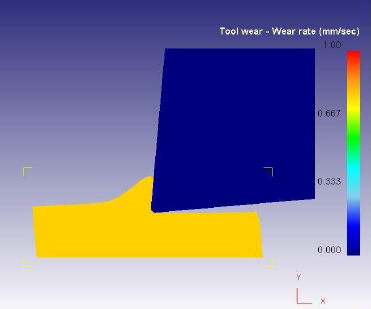 Tool wear - Wear rate (mm/sec)
1.00
0.667
0.333
0.000
Y
X